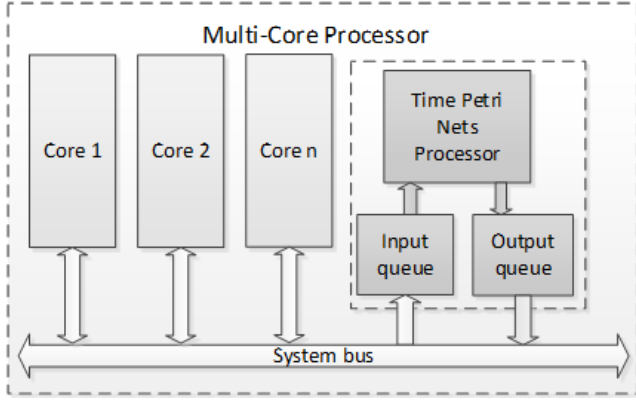 Multi-Core Processor
Core 1
Core 2
Core n
Time Petri
Nets
Processor
Input
queue
Output
queue
System bus